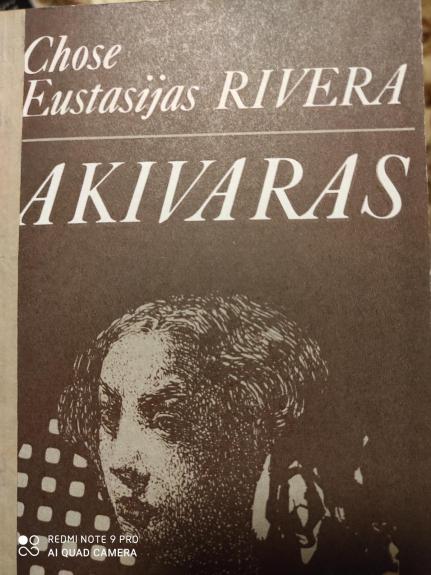 Chose
Eustasijas RIVERA
AKIVARAS
REDMI NOTE 9 PRO
AI QUAD CAMERA